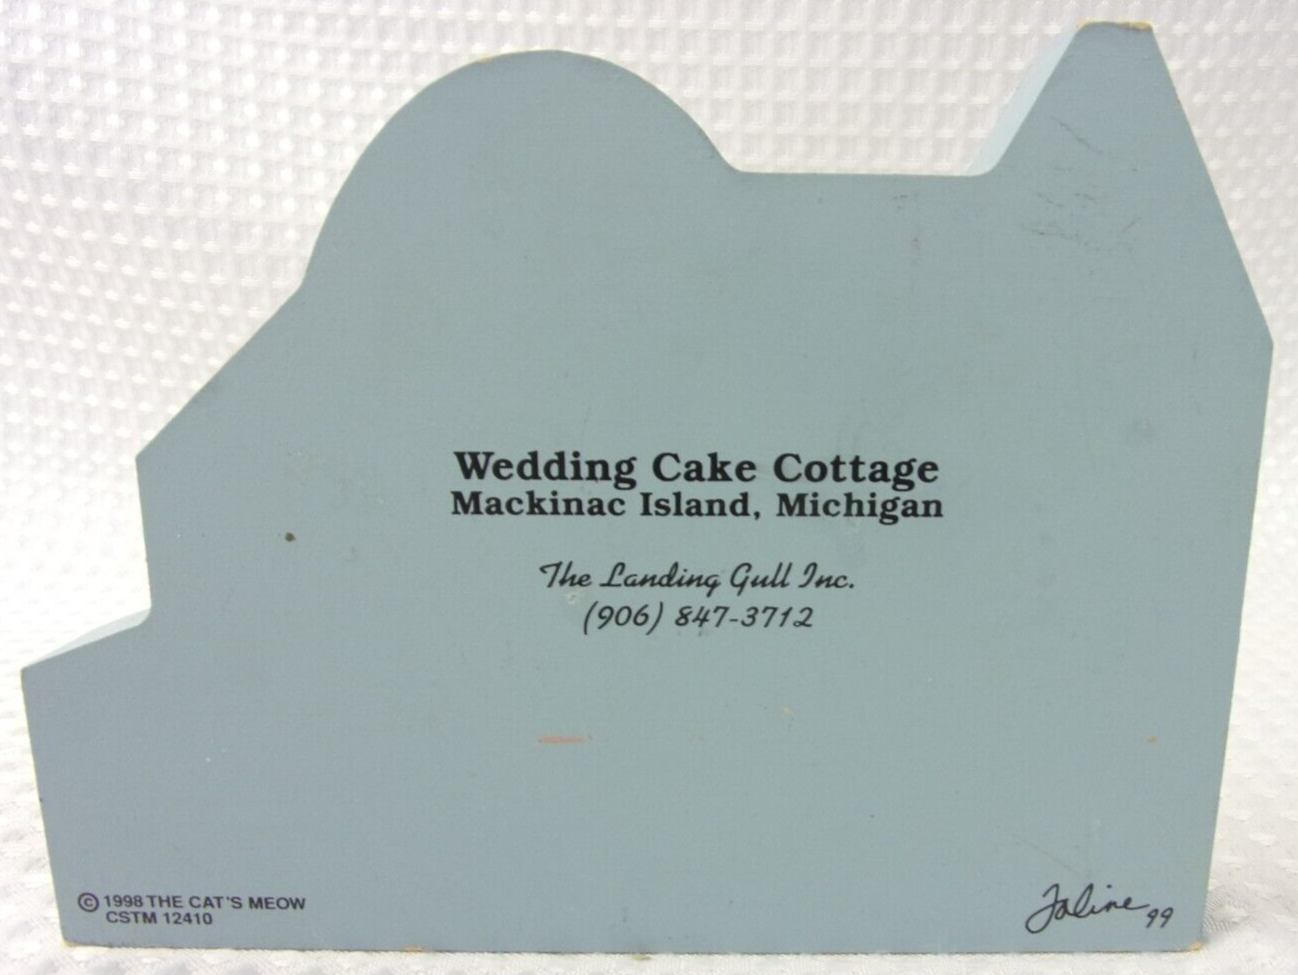 Wedding Cake Cottage
Mackinac Island, Michigan
The Landing Gull Inc.
(906) 847-3712
© 1998 THE CAT'S MEOW
CSTM 12410
Faline 99